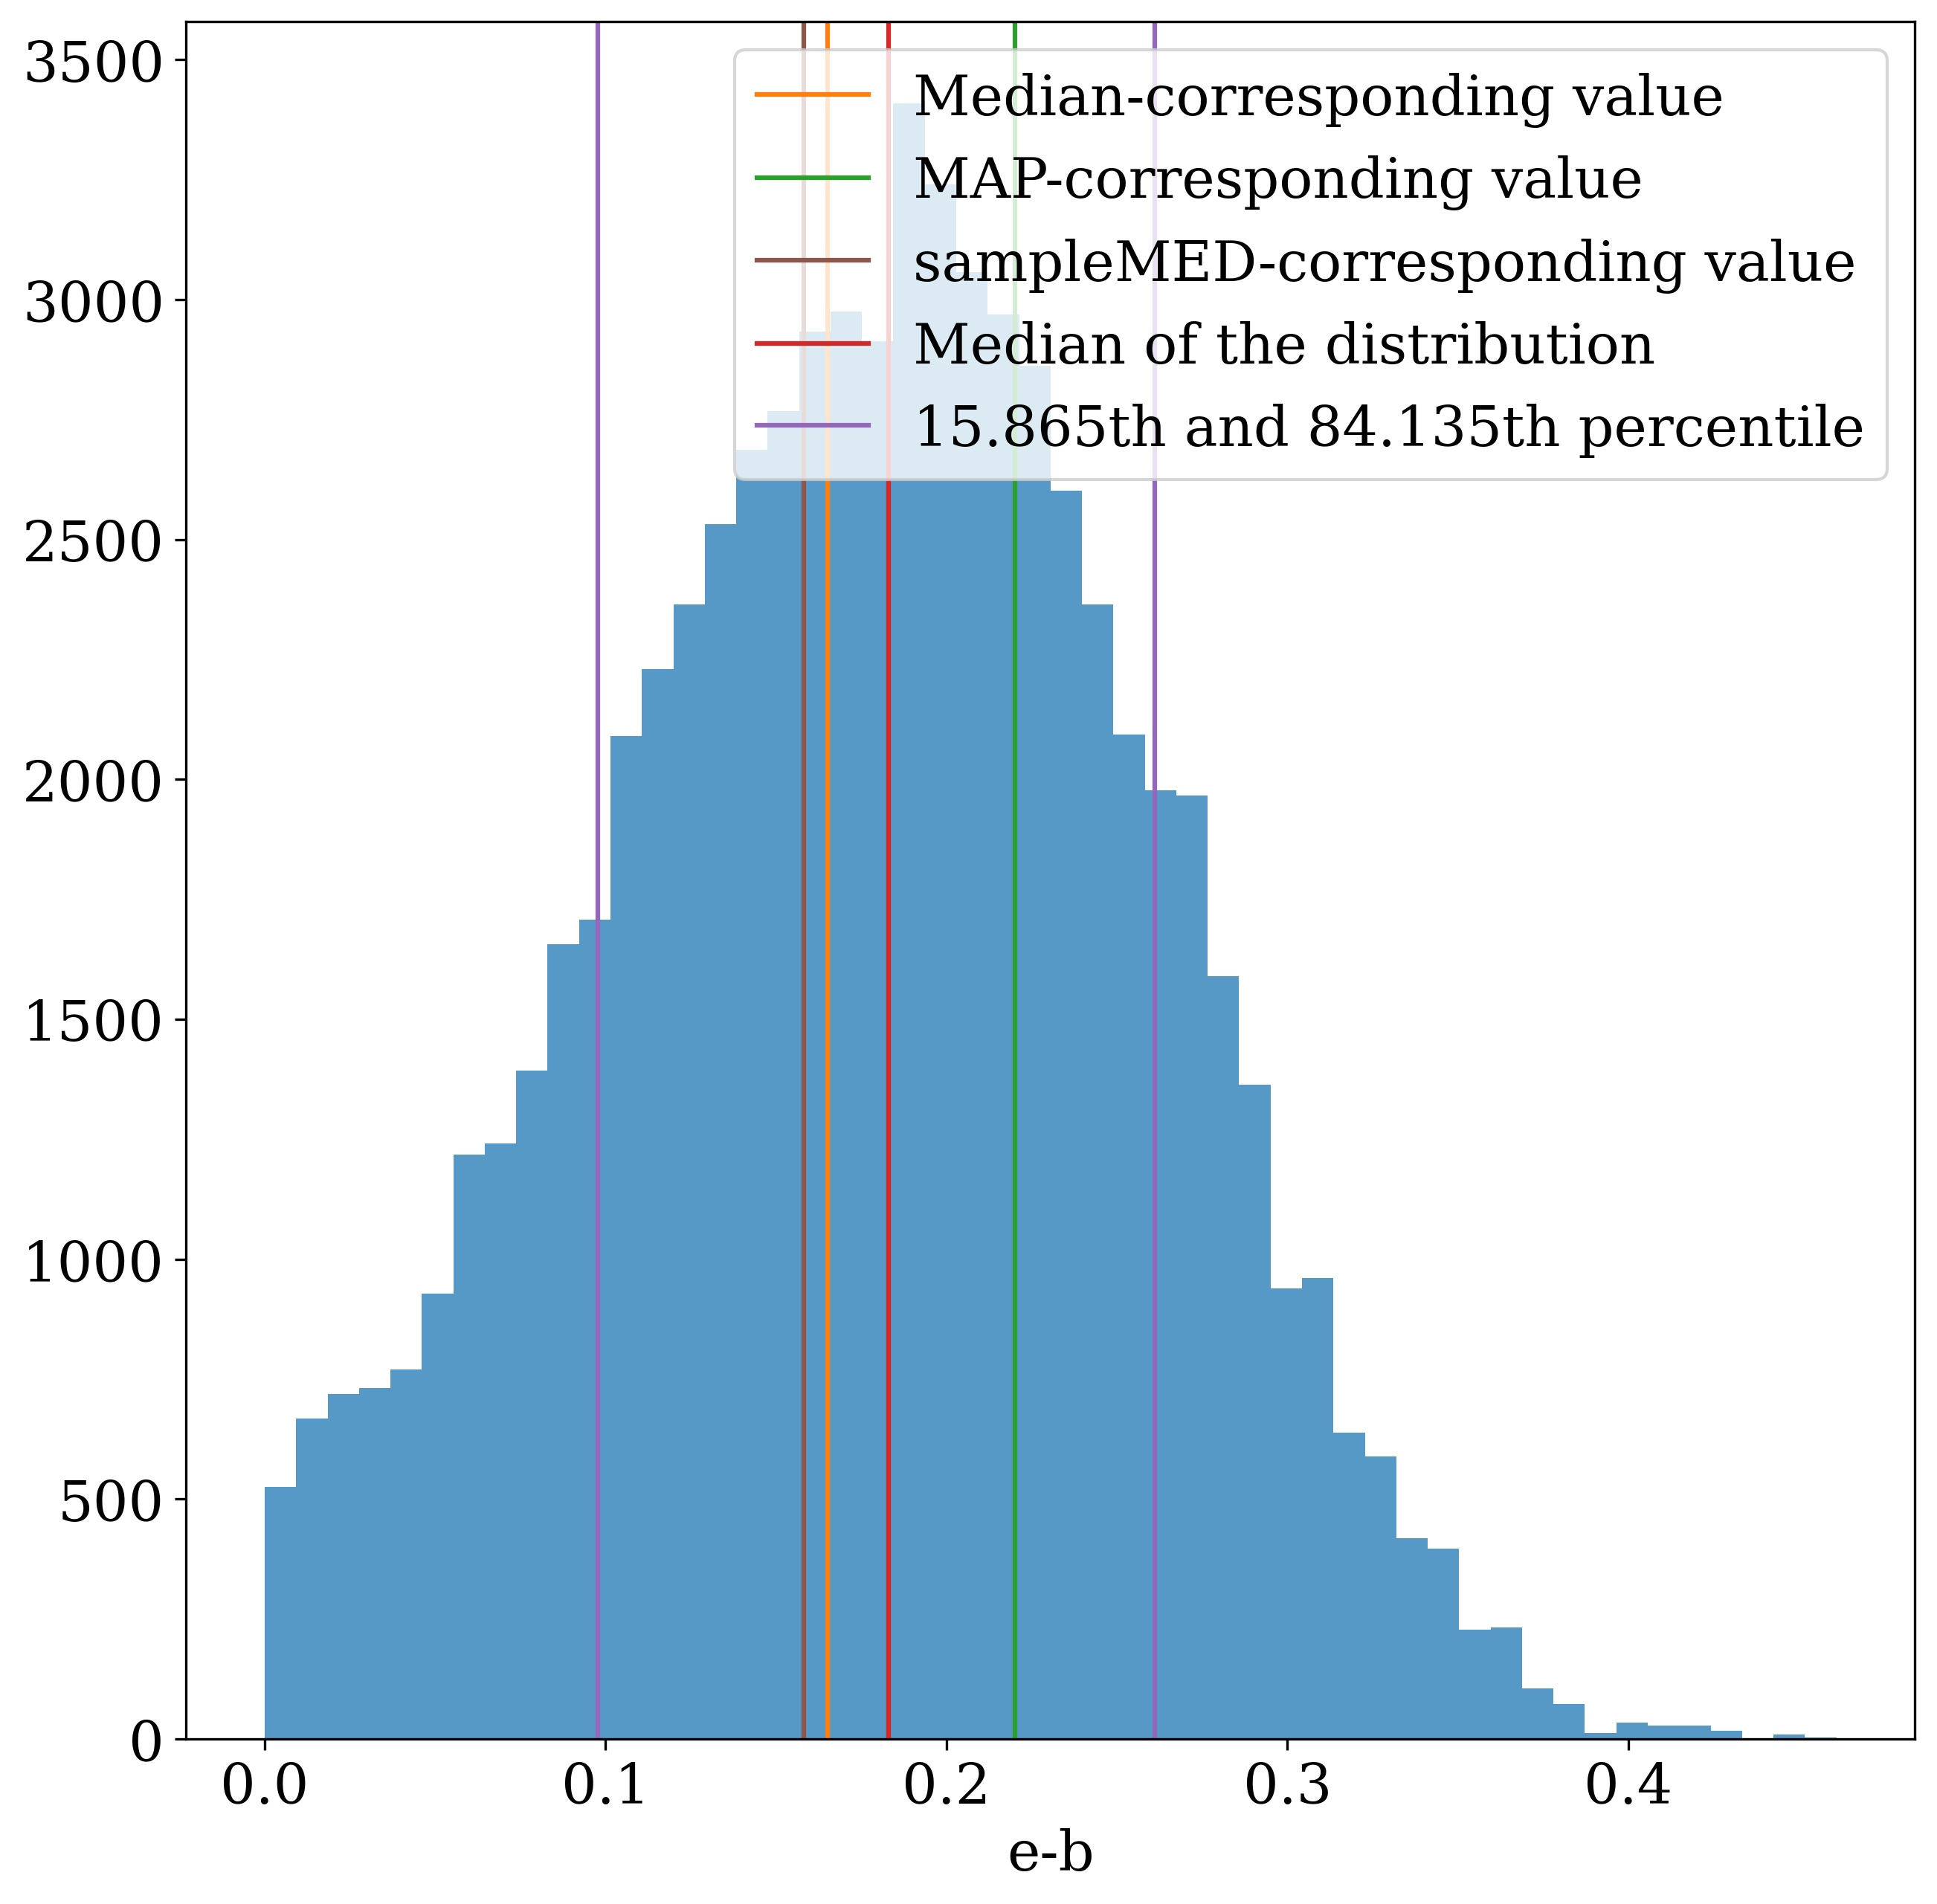 3500
3000
2500
2000
1500
1000
500
0
Median-corresponding value
MAP-corresponding value
sampleMED-corresponding value
Median of the distribution
15.865th and 84.135th percentile
0.0 0.1 0.2 0.3 0.4
e-b